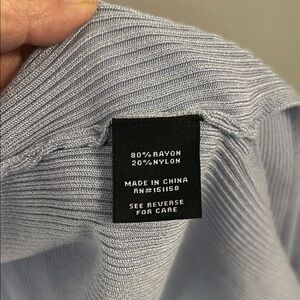 80% RAYON
20% NYLON
MADE IN CHINA
RN#151158
SEE REVERSE
FOR CARE